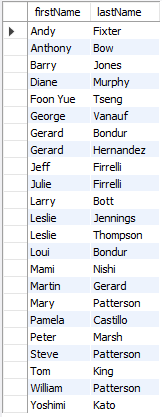 firstName lastName
Andy Fixter
Anthony Bow
Barry Jones
Diane Murphy
Foon Yue Tseng
George Vanauf
Gerard Bondur
Gerard Hernandez
Jeff Firrelli
Julie Firrelli
Larry Bott
Leslie Jennings
Leslie Thompson
Loui Bondur
Mami Nishi
Martin Gerard
Mary Patterson
Pamela Castillo
Peter Marsh
Steve Patterson
Tom King
William Patterson
Yoshimi Kato